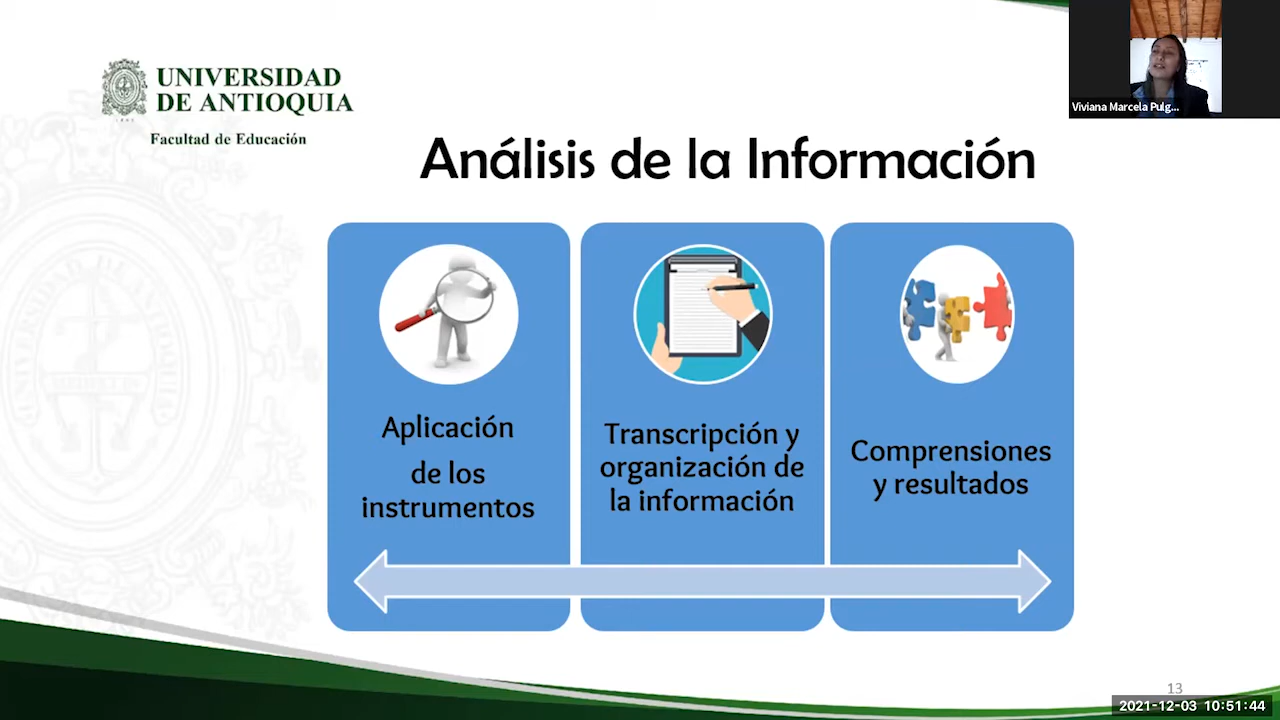 UNIVERSIDAD
DE ANTIOQUIA
Facultad de Educación
Viviana Marcela Pulg...
Análisis de la Información
Aplicación
de los
instrumentos
Transcripción y
organización de
la información
Comprensiones
y resultados
13
2021-12-03 10:51:44